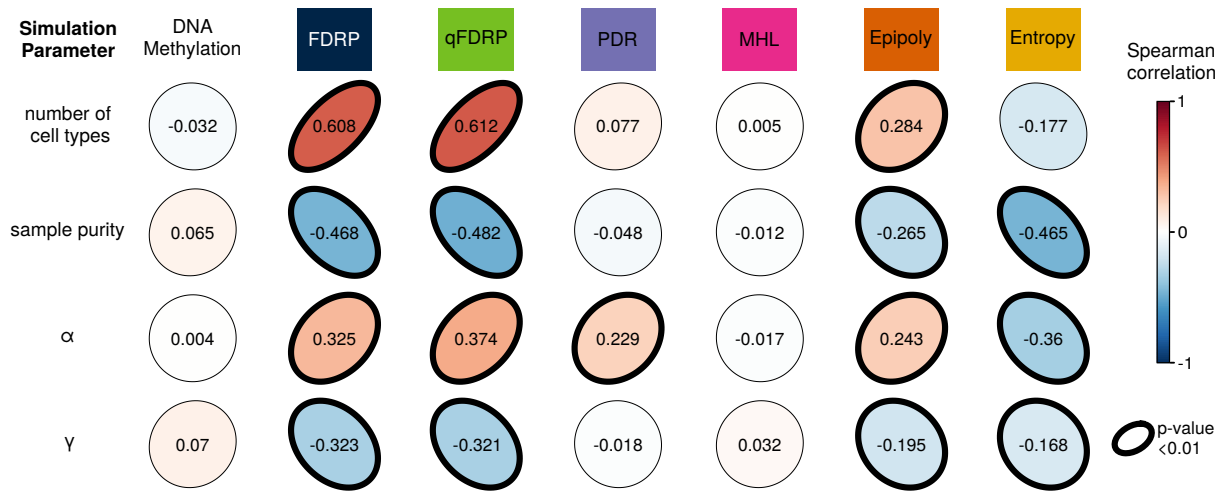 Simulation
Parameter
DNA
Methylation
FDRP
qFDRP
PDR
MHL
Epipoly
Entropy
Spearman
correlation
number of
cell types
-0.032
0.608
0.612
0.077
0.005
0.284
-0.177
sample purity
0.065
-0.468
-0.482
-0.048
-0.012
-0.265
-0.465
α
0.004
0.325
0.374
0.229
-0.017
0.243
-0.36
γ
0.07
-0.323
-0.321
-0.018
0.032
-0.195
-0.168
1
0
-1
p-value
<0.01